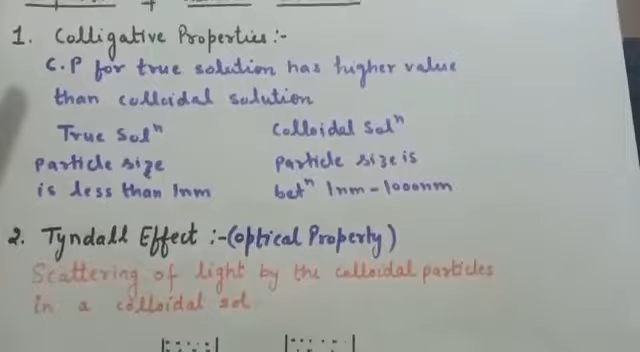 1. Colligative Properties:-
C.P for true solution has higher value
than colloidal solution
True Solⁿ Colloidal Solⁿ
Particle size Particle size is
is less than 1nm betⁿ 1nm - 1000nm
2. Tyndall Effect :- (Optical Property)
Scattering of light by the colloidal particles
in a colloidal sol